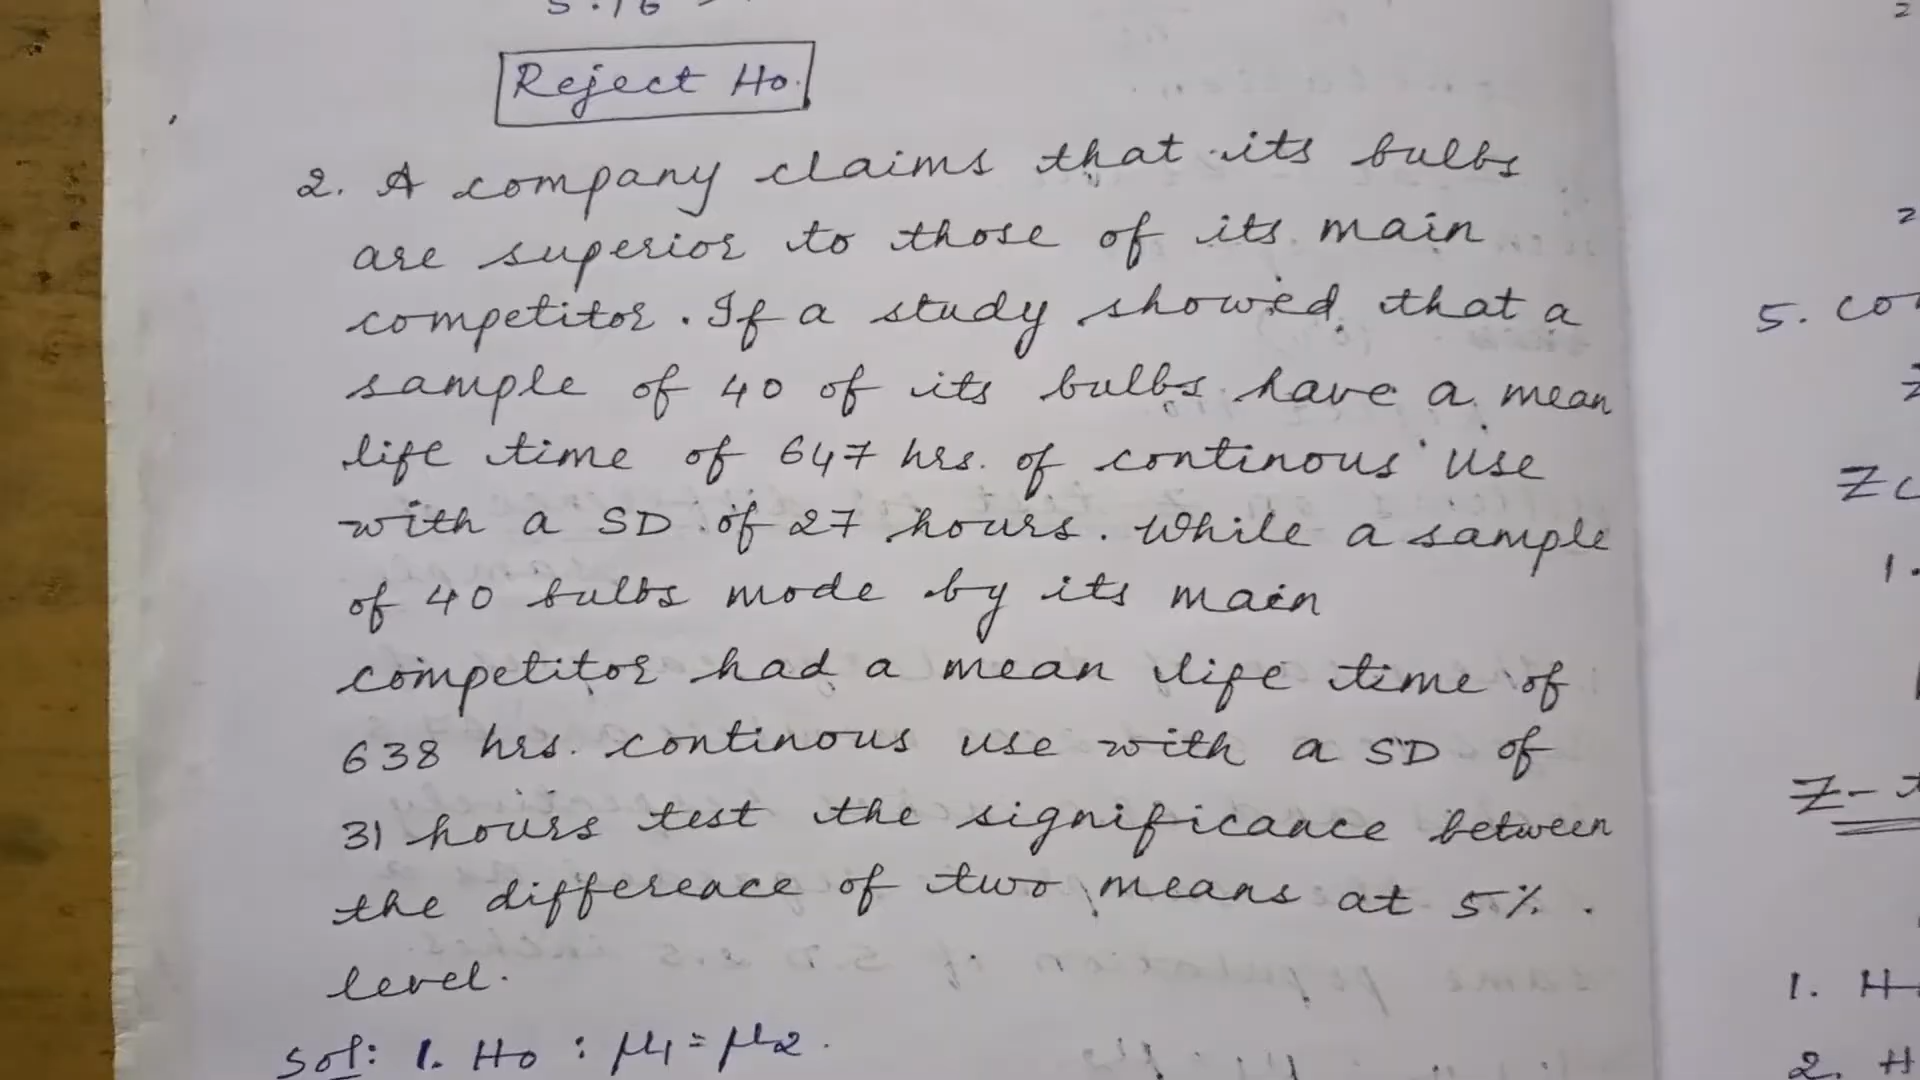 Reject Ho.
2. A company claims that its bulbs
are superior to those of its main
competitor. If a study showed that a
sample of 40 of its bulbs have a mean
life time of 647 hrs. of continous use
with a SD of 27 hours. While a sample
of 40 bulbs mode by its main
competitor had a mean life time of
638 hrs. continous use with a SD of
31 hours test the significance between
the difference of two means at 5%.
level.
Sol: 1. Ho : μ1 = μ2.
5. co
Zc
1.
Z-t
1. H
2. H